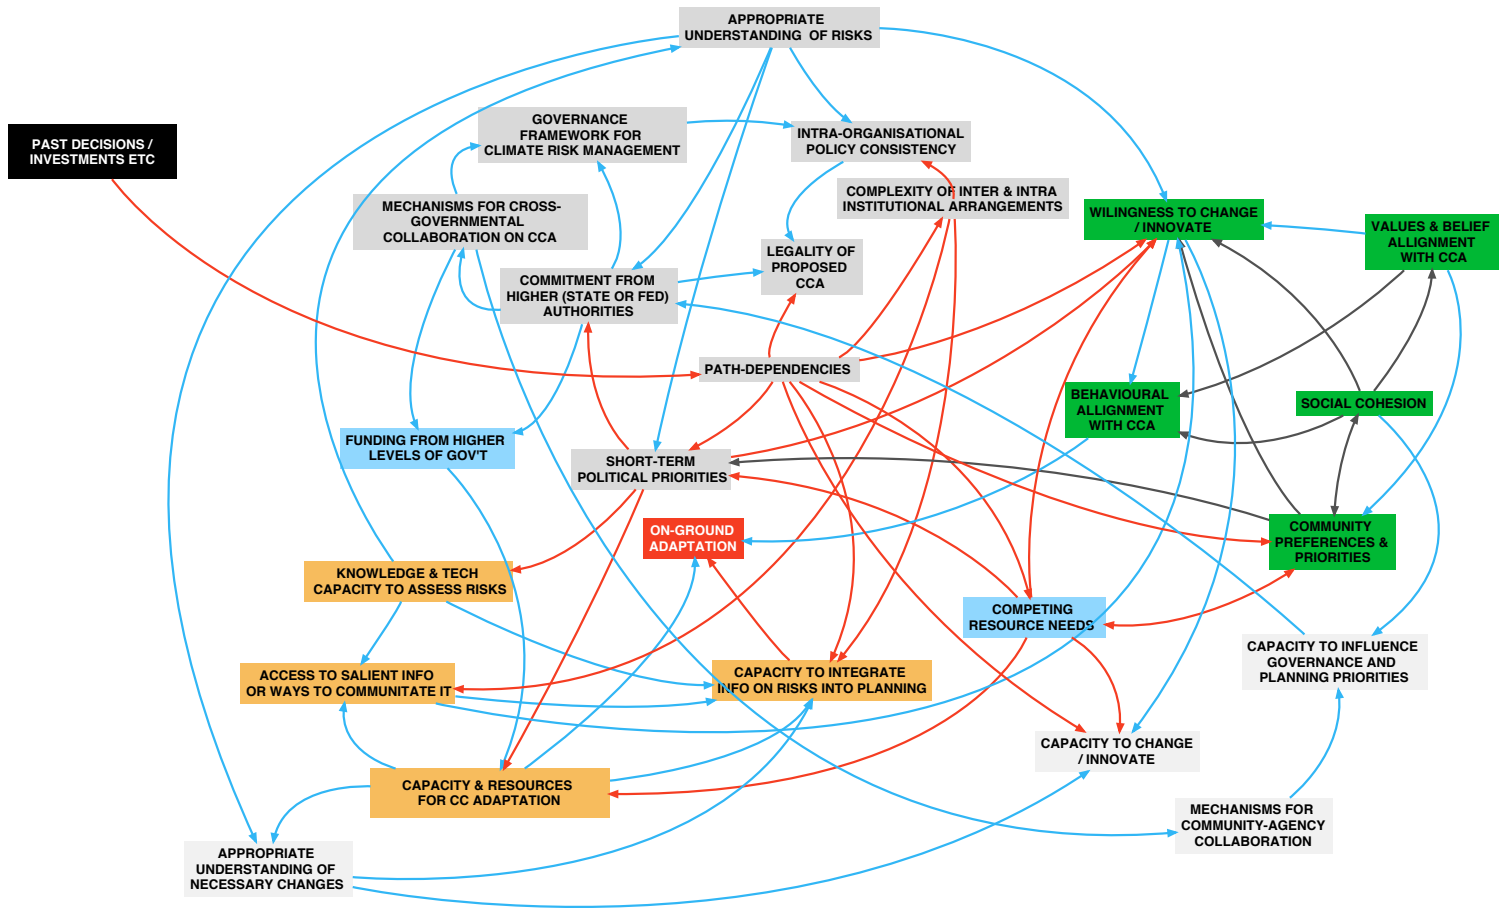 APPROPRIATE
UNDERSTANDING OF RISKS
PAST DECISIONS /
INVESTMENTS ETC
GOVERNANCE
FRAMEWORK FOR
CLIMATE RISK MANAGEMENT
INTRA-ORGANISATIONAL
POLICY CONSISTENCY
MECHANISMS FOR CROSS-
GOVERNMENTAL
COLLABORATION ON CCA
COMPLEXITY OF INTER & INTRA
INSTITUTIONAL ARRANGEMENTS
WILINGNESS TO CHANGE
/ INNOVATE
VALUES & BELIEF
ALLIGNMENT
WITH CCA
LEGALITY OF
PROPOSED
CCA
COMMITMENT FROM
HIGHER (STATE OR FED)
AUTHORITIES
PATH-DEPENDENCIES
BEHAVIOURAL
ALLIGNMENT
WITH CCA
SOCIAL COHESION
FUNDING FROM HIGHER
LEVELS OF GOV'T
SHORT-TERM
POLITICAL PRIORITIES
ON-GROUND
ADAPTATION
COMMUNITY
PREFERENCES &
PRIORITIES
KNOWLEDGE & TECH
CAPACITY TO ASSESS RISKS
COMPETING
RESOURCE NEEDS
CAPACITY TO INFLUENCE
GOVERNANCE AND
PLANNING PRIORITIES
ACCESS TO SALIENT INFO
OR WAYS TO COMMUNITATE IT
CAPACITY TO INTEGRATE
INFO ON RISKS INTO PLANNING
CAPACITY TO CHANGE
/ INNOVATE
CAPACITY & RESOURCES
FOR CC ADAPTATION
MECHANISMS FOR
COMMUNITY-AGENCY
COLLABORATION
APPROPRIATE
UNDERSTANDING OF
NECESSARY CHANGES